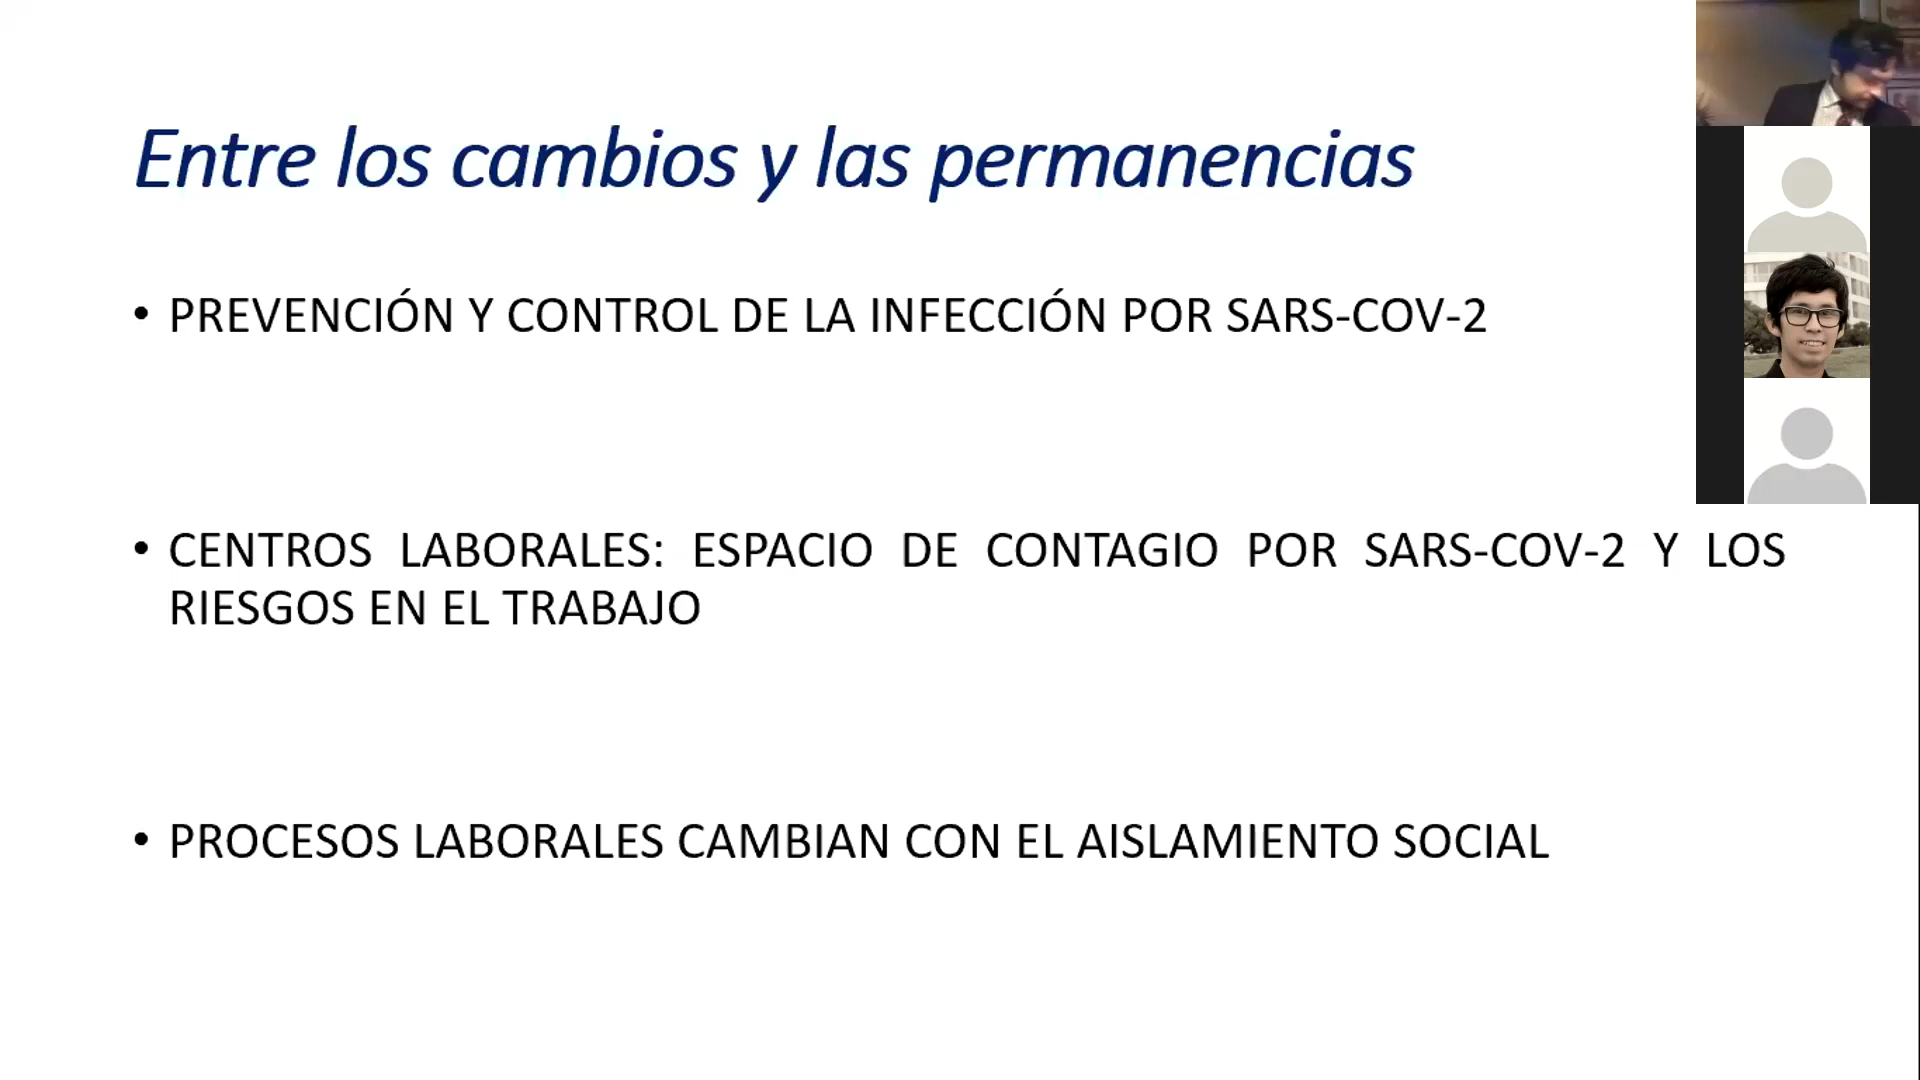 Entre los cambios y las permanencias
• PREVENCIÓN Y CONTROL DE LA INFECCIÓN POR SARS-COV-2
• CENTROS LABORALES: ESPACIO DE CONTAGIO POR SARS-COV-2 Y LOS
RIESGOS EN EL TRABAJO
• PROCESOS LABORALES CAMBIAN CON EL AISLAMIENTO SOCIAL